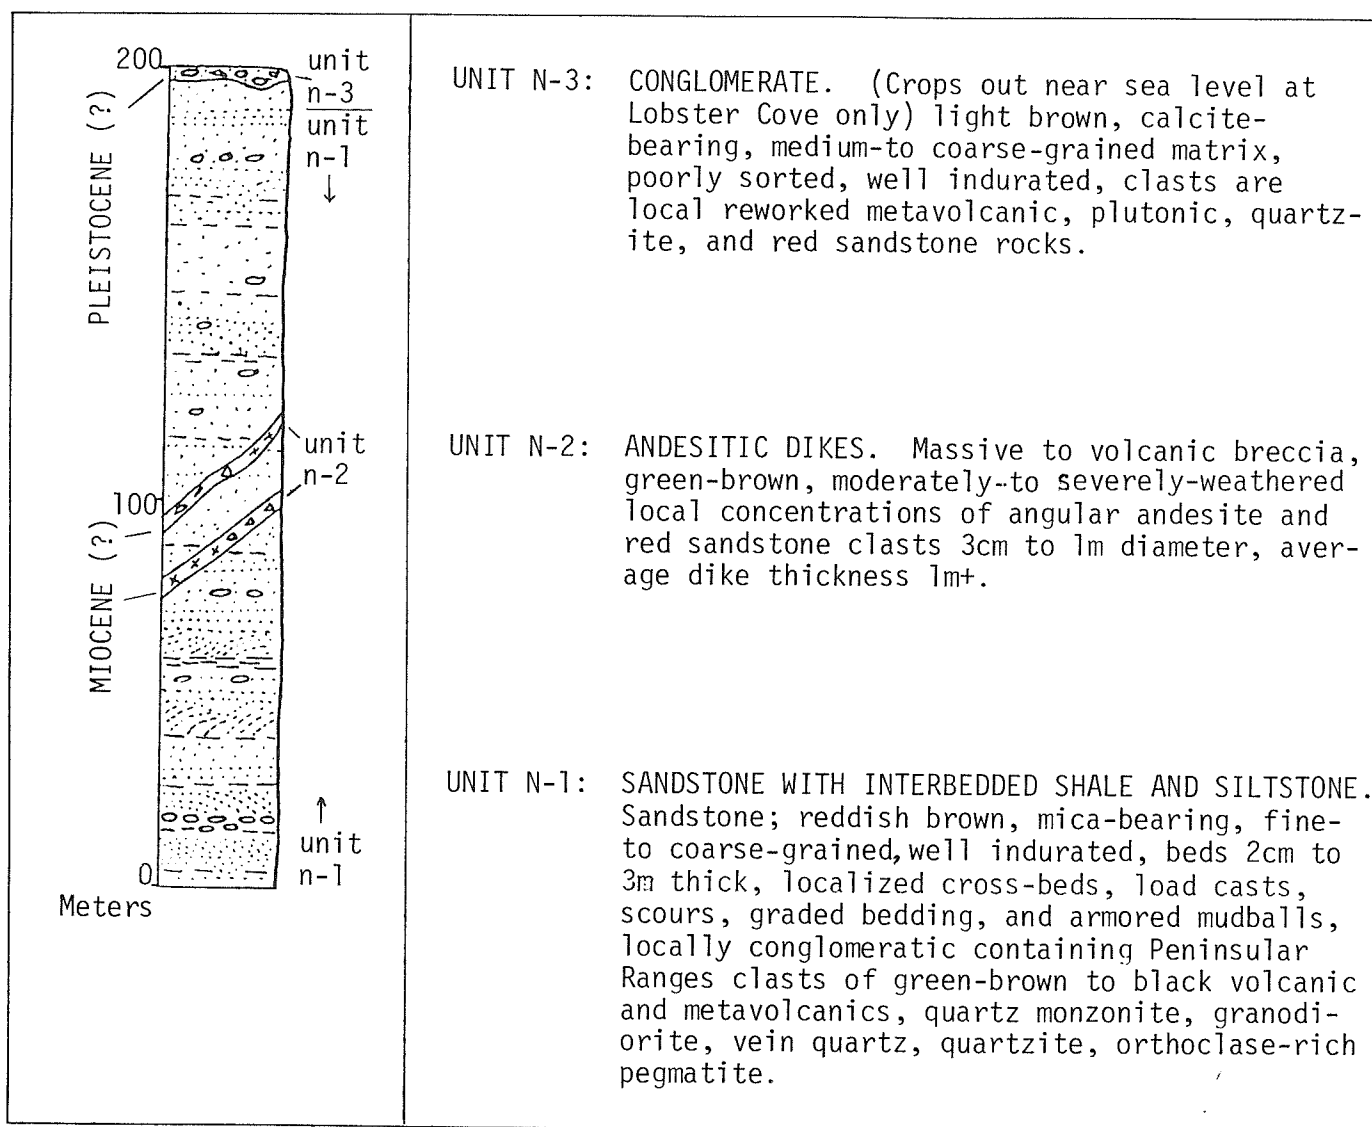 200
unit
n-3
unit
n-1
↓
PLEISTOCENE (?)
unit
n-2
100
MIOCENE (?)
↑
unit
n-1
0
Meters
UNIT N-3: CONGLOMERATE. (Crops out near sea level at
Lobster Cove only) light brown, calcite-
bearing, medium-to coarse-grained matrix,
poorly sorted, well indurated, clasts are
local reworked metavolcanic, plutonic, quartz-
ite, and red sandstone rocks.
UNIT N-2: ANDESITIC DIKES. Massive to volcanic breccia,
green-brown, moderately-to severely-weathered
local concentrations of angular andesite and
red sandstone clasts 3cm to 1m diameter, aver-
age dike thickness 1m+.
UNIT N-1: SANDSTONE WITH INTERBEDDED SHALE AND SILTSTONE.
Sandstone; reddish brown, mica-bearing, fine-
to coarse-grained, well indurated, beds 2cm to
3m thick, localized cross-beds, load casts,
scours, graded bedding, and armored mudballs,
locally conglomeratic containing Peninsular
Ranges clasts of green-brown to black volcanic
and metavolcanics, quartz monzonite, granodi-
orite, vein quartz, quartzite, orthoclase-rich
pegmatite.